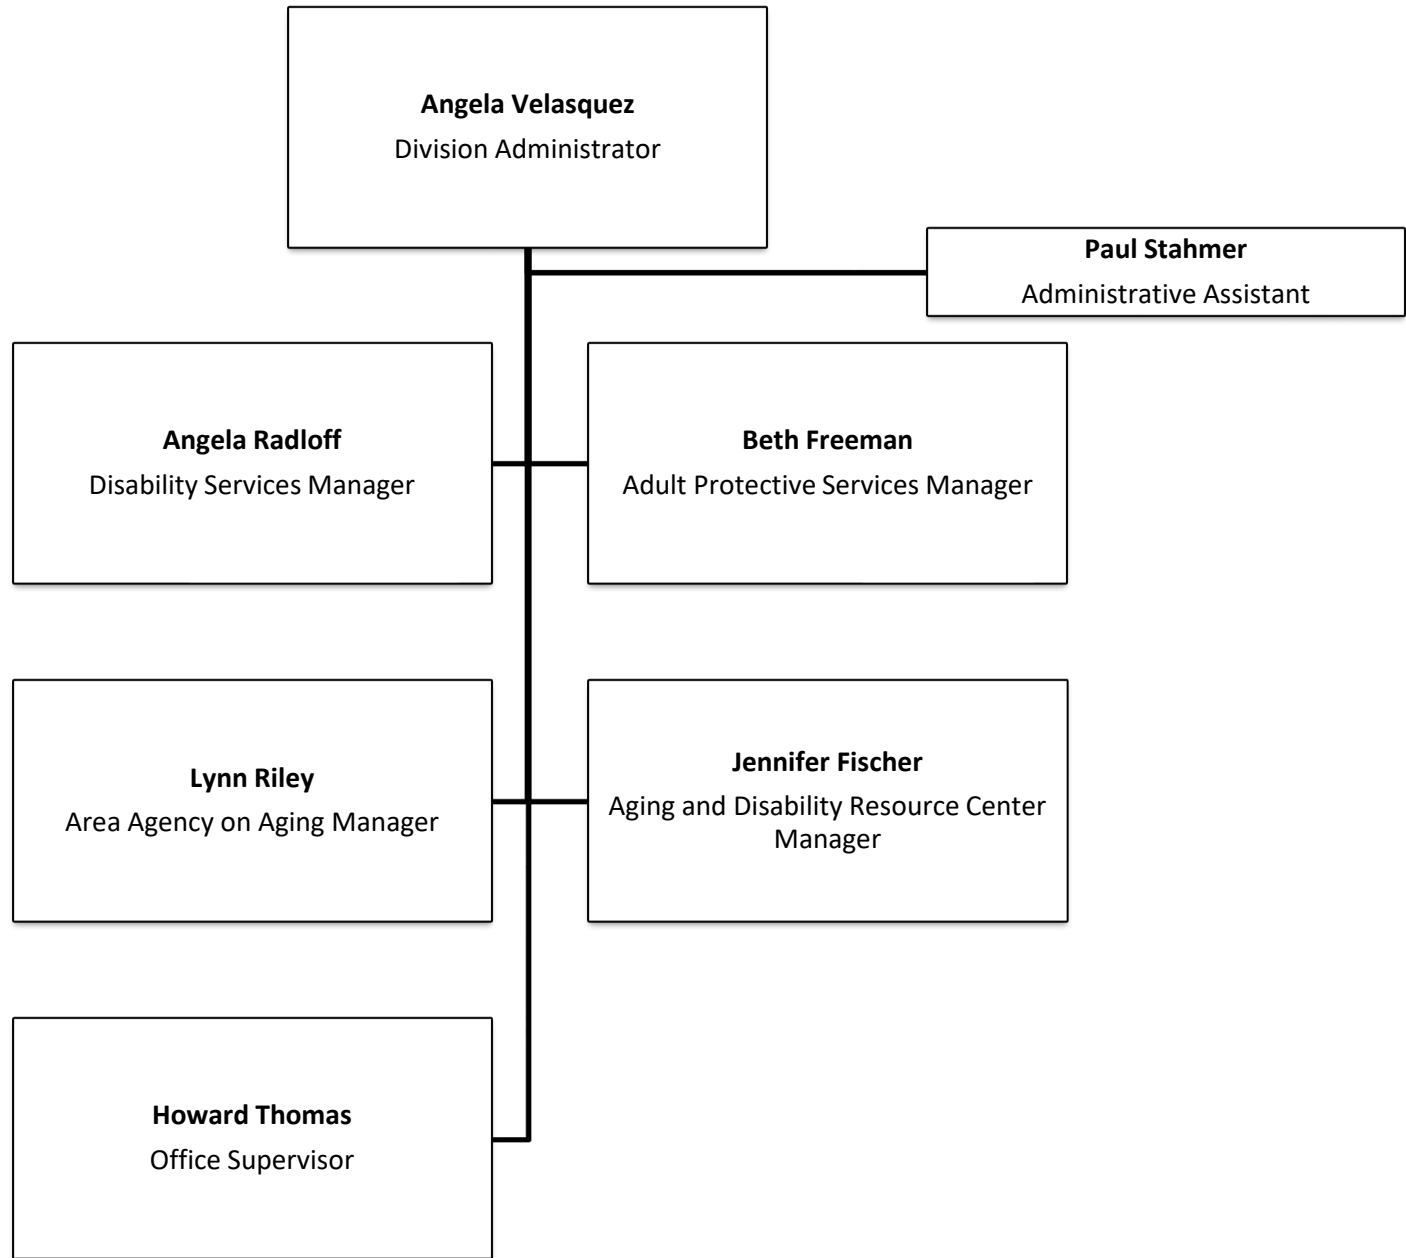 Angela Velasquez
Division Administrator
Paul Stahmer
Administrative Assistant
Angela Radloff
Disability Services Manager
Beth Freeman
Adult Protective Services Manager
Lynn Riley
Area Agency on Aging Manager
Jennifer Fischer
Aging and Disability Resource Center
Manager
Howard Thomas
Office Supervisor